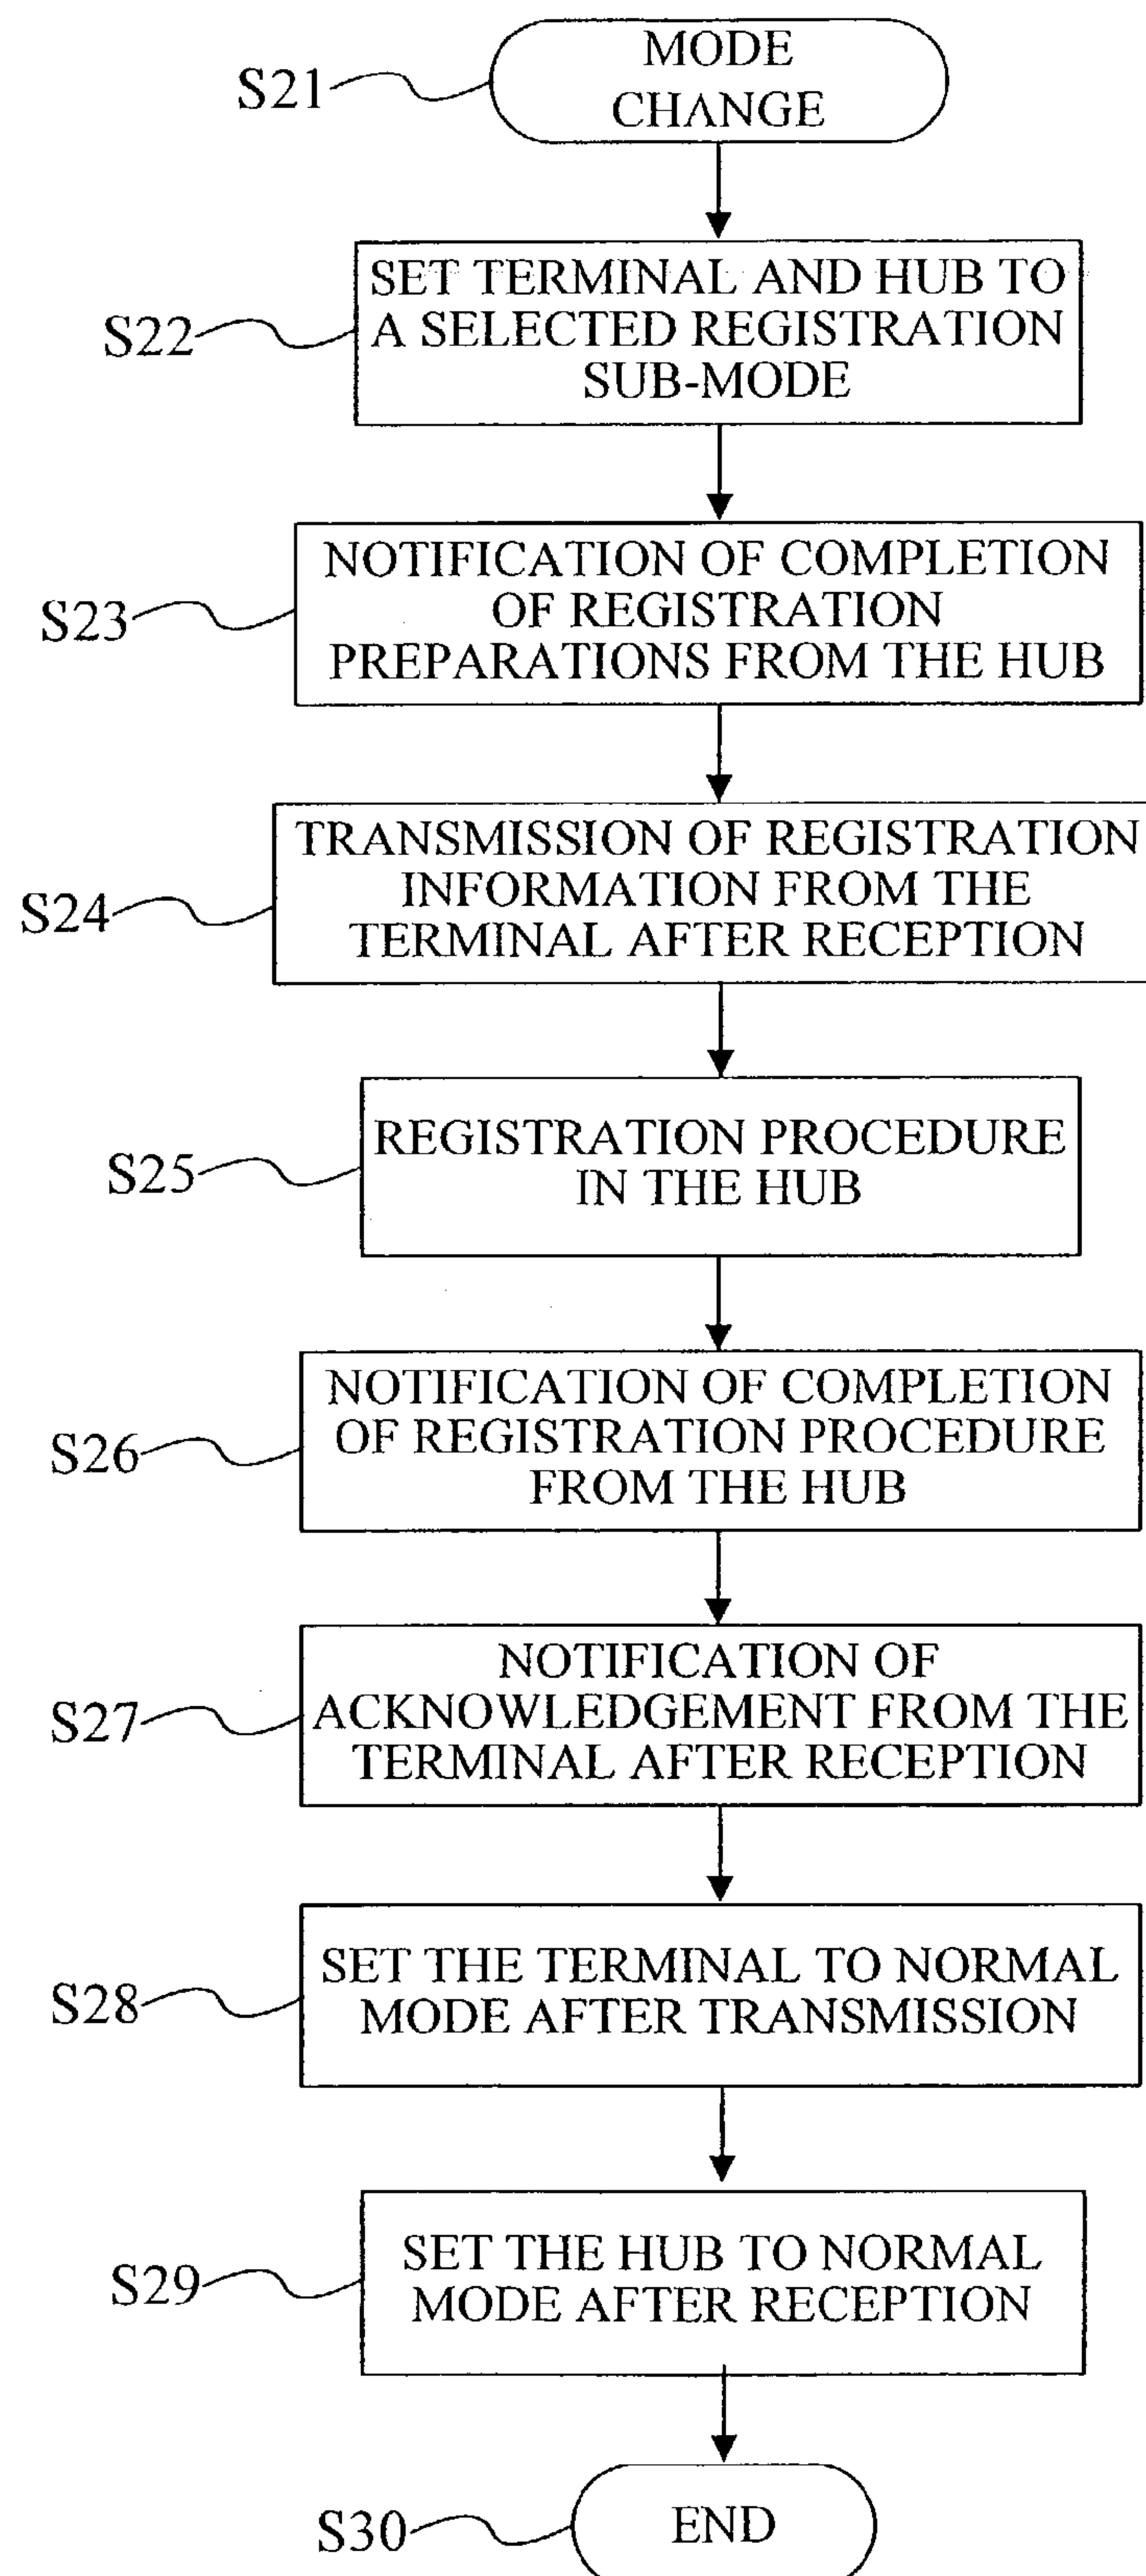 MODE
CHANGE
S21
SET TERMINAL AND HUB TO
A SELECTED REGISTRATION
SUB-MODE
S22
NOTIFICATION OF COMPLETION
OF REGISTRATION
PREPARATIONS FROM THE HUB
S23
TRANSMISSION OF REGISTRATION
INFORMATION FROM THE
TERMINAL AFTER RECEPTION
S24
REGISTRATION PROCEDURE
IN THE HUB
S25
NOTIFICATION OF COMPLETION
OF REGISTRATION PROCEDURE
FROM THE HUB
S26
NOTIFICATION OF
ACKNOWLEDGEMENT FROM THE
TERMINAL AFTER RECEPTION
S27
SET THE TERMINAL TO NORMAL
MODE AFTER TRANSMISSION
S28
SET THE HUB TO NORMAL
MODE AFTER RECEPTION
S29
END
S30